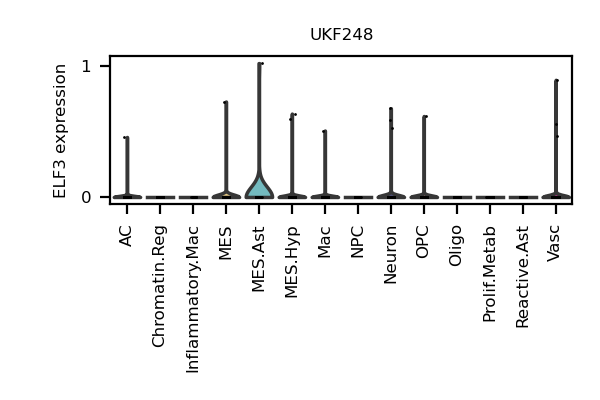 UKF248
ELF3 expression
1
0
AC
Chromatin.Reg
Inflammatory.Mac
MES
MES.Ast
MES.Hyp
Mac
NPC
Neuron
OPC
Oligo
Prolif.Metab
Reactive.Ast
Vasc